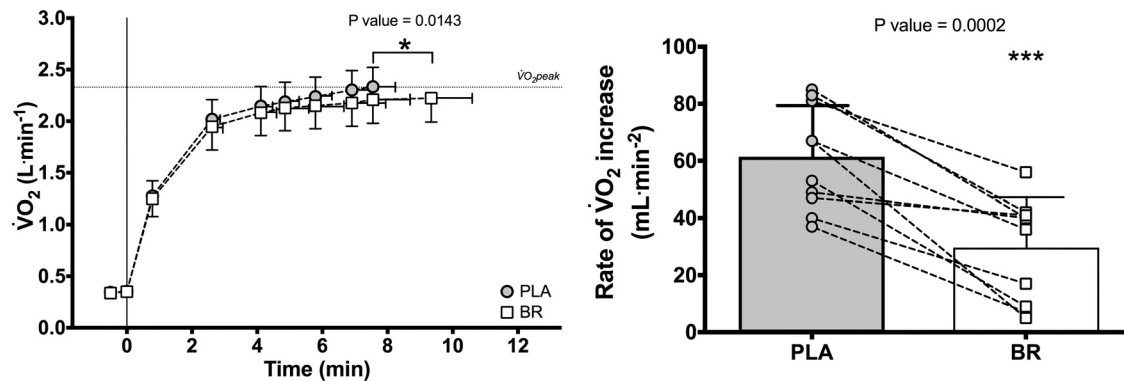 P value = 0.0143
*
V̇O₂peak
3.0
2.5
2.0
1.5
1.0
0.5
0.0
V̇O₂ (L·min⁻¹)
PLA
BR
0 2 4 6 8 10 12
Time (min)
P value = 0.0002
***
100
80
60
40
20
0
Rate of V̇O₂ increase
(mL·min⁻²)
PLA BR